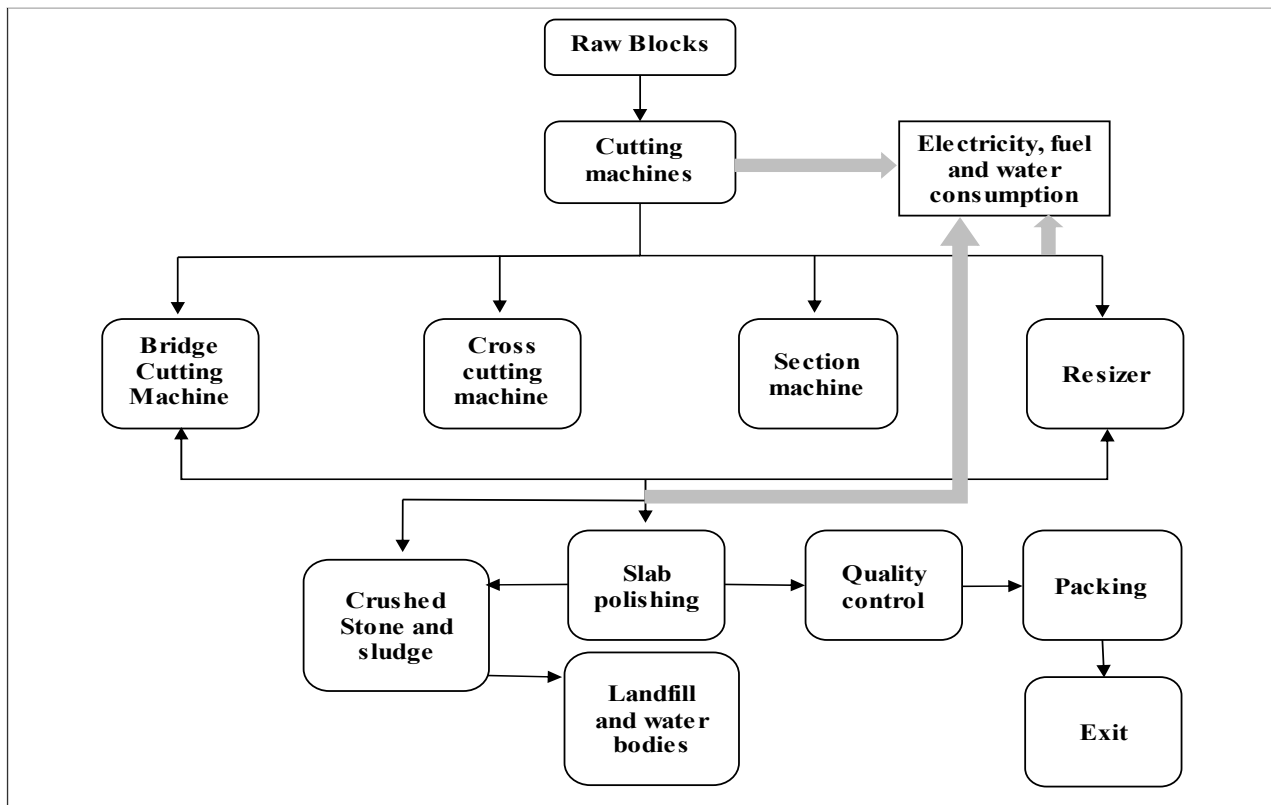 Raw Blocks
Cutting
machines
Electricity, fuel
and water
consumption
Bridge
Cutting
Machine
Cross
cutting
machine
Section
machine
Resizer
Crushed
Stone and
sludge
Slab
polishing
Quality
control
Packing
Landfill
and water
bodies
Exit